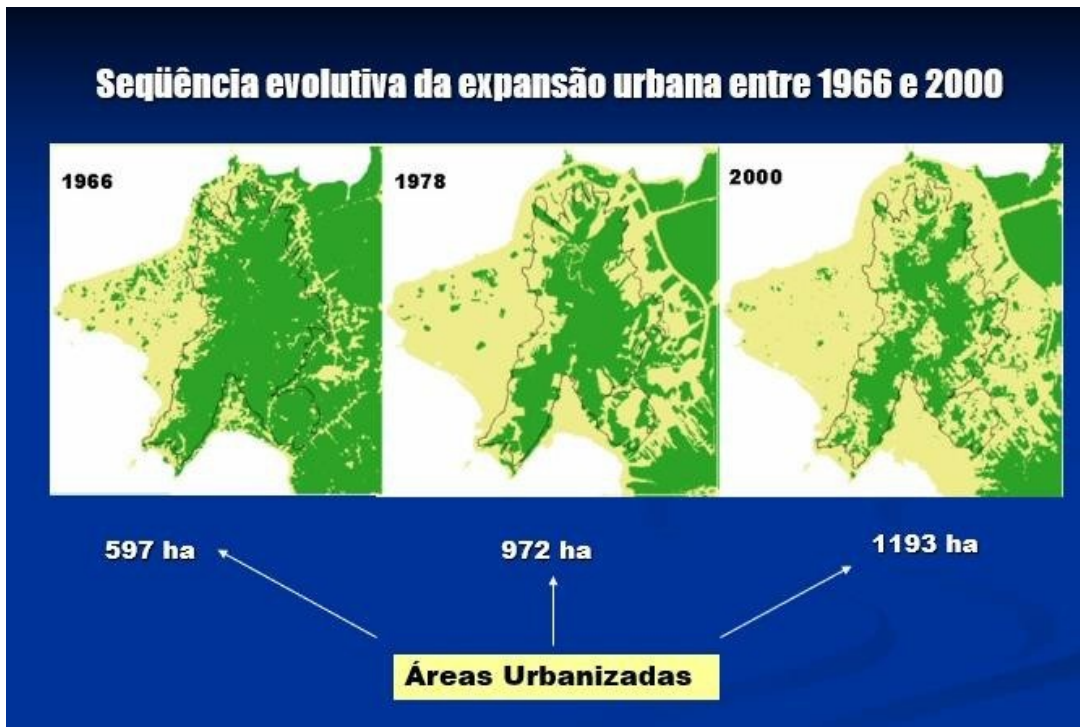 Seqüência evolutiva da expansão urbana entre 1966 e 2000
1966
1978
2000
597 ha
972 ha
1193 ha
Áreas Urbanizadas